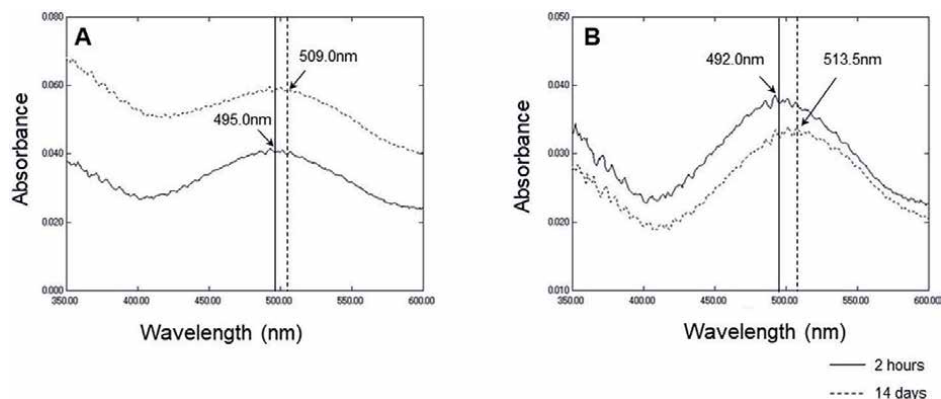 A
0.080
0.060
0.040
0.020
0.000
Absorbance
509.0nm
495.0nm
350.00
400.00
450.00
500.00
550.00
600.00
Wavelength (nm)
B
0.050
0.040
0.030
0.020
0.010
Absorbance
492.0nm
513.5nm
350.00
400.00
450.00
500.00
550.00
600.00
Wavelength (nm)
2 hours
14 days